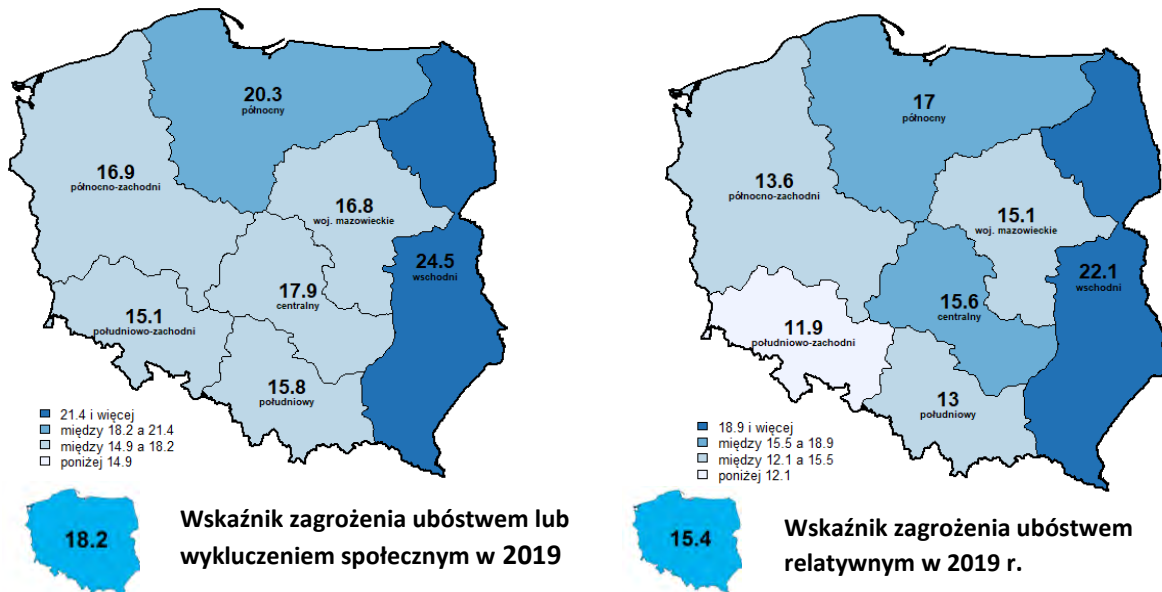 20.3
północny
16.9
północno-zachodni
16.8
woj. mazowieckie
24.5
wschodni
17.9
centralny
15.1
południowo-zachodni
15.8
południowy
21.4 i więcej
między 18.2 a 21.4
między 14.9 a 18.2
poniżej 14.9
18.2
Wskaźnik zagrożenia ubóstwem lub
wykluczeniem społecznym w 2019
17
północny
13.6
północno-zachodni
15.1
woj. mazowieckie
22.1
wschodni
15.6
centralny
11.9
południowo-zachodni
13
południowy
18.9 i więcej
między 15.5 a 18.9
między 12.1 a 15.5
poniżej 12.1
15.4
Wskaźnik zagrożenia ubóstwem
relatywnym w 2019 r.